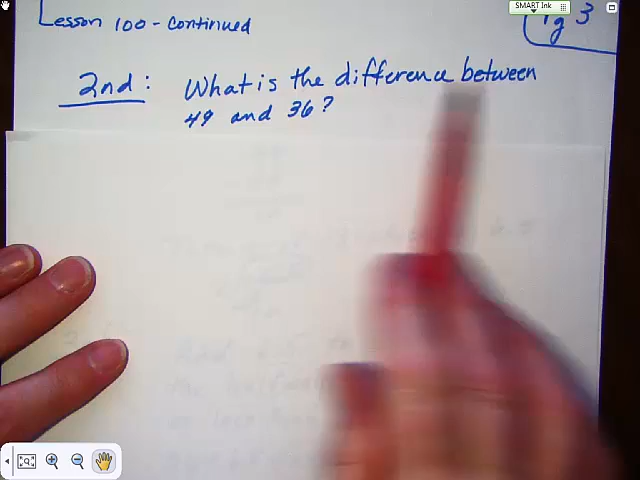 SMART Ink
Lesson 100 - Continued
pg 3
2nd: What is the difference between
49 and 36?